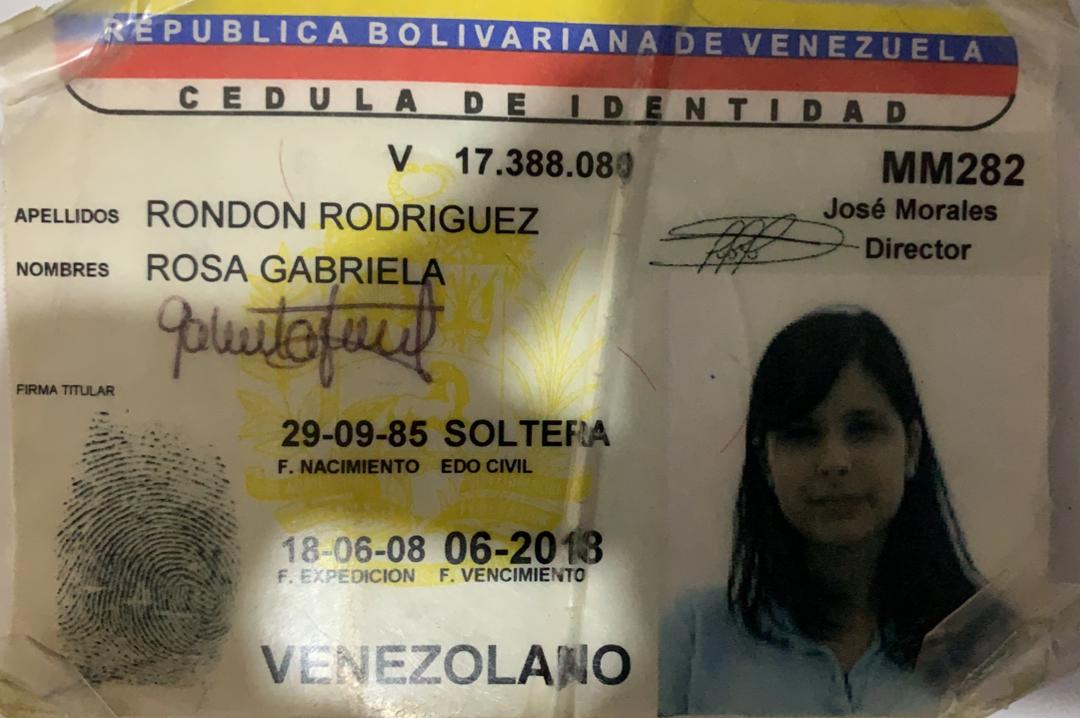 REPUBLICA BOLIVARIANA DE VENEZUELA
CEDULA DE IDENTIDAD
V 17.388.080 MM282
APELLIDOS RONDON RODRIGUEZ José Morales
Director
NOMBRES ROSA GABRIELA
FIRMA TITULAR
29-09-85 SOLTERA
F. NACIMIENTO EDO CIVIL
18-06-08 06-2018
F. EXPEDICION F. VENCIMIENTO
VENEZOLANO